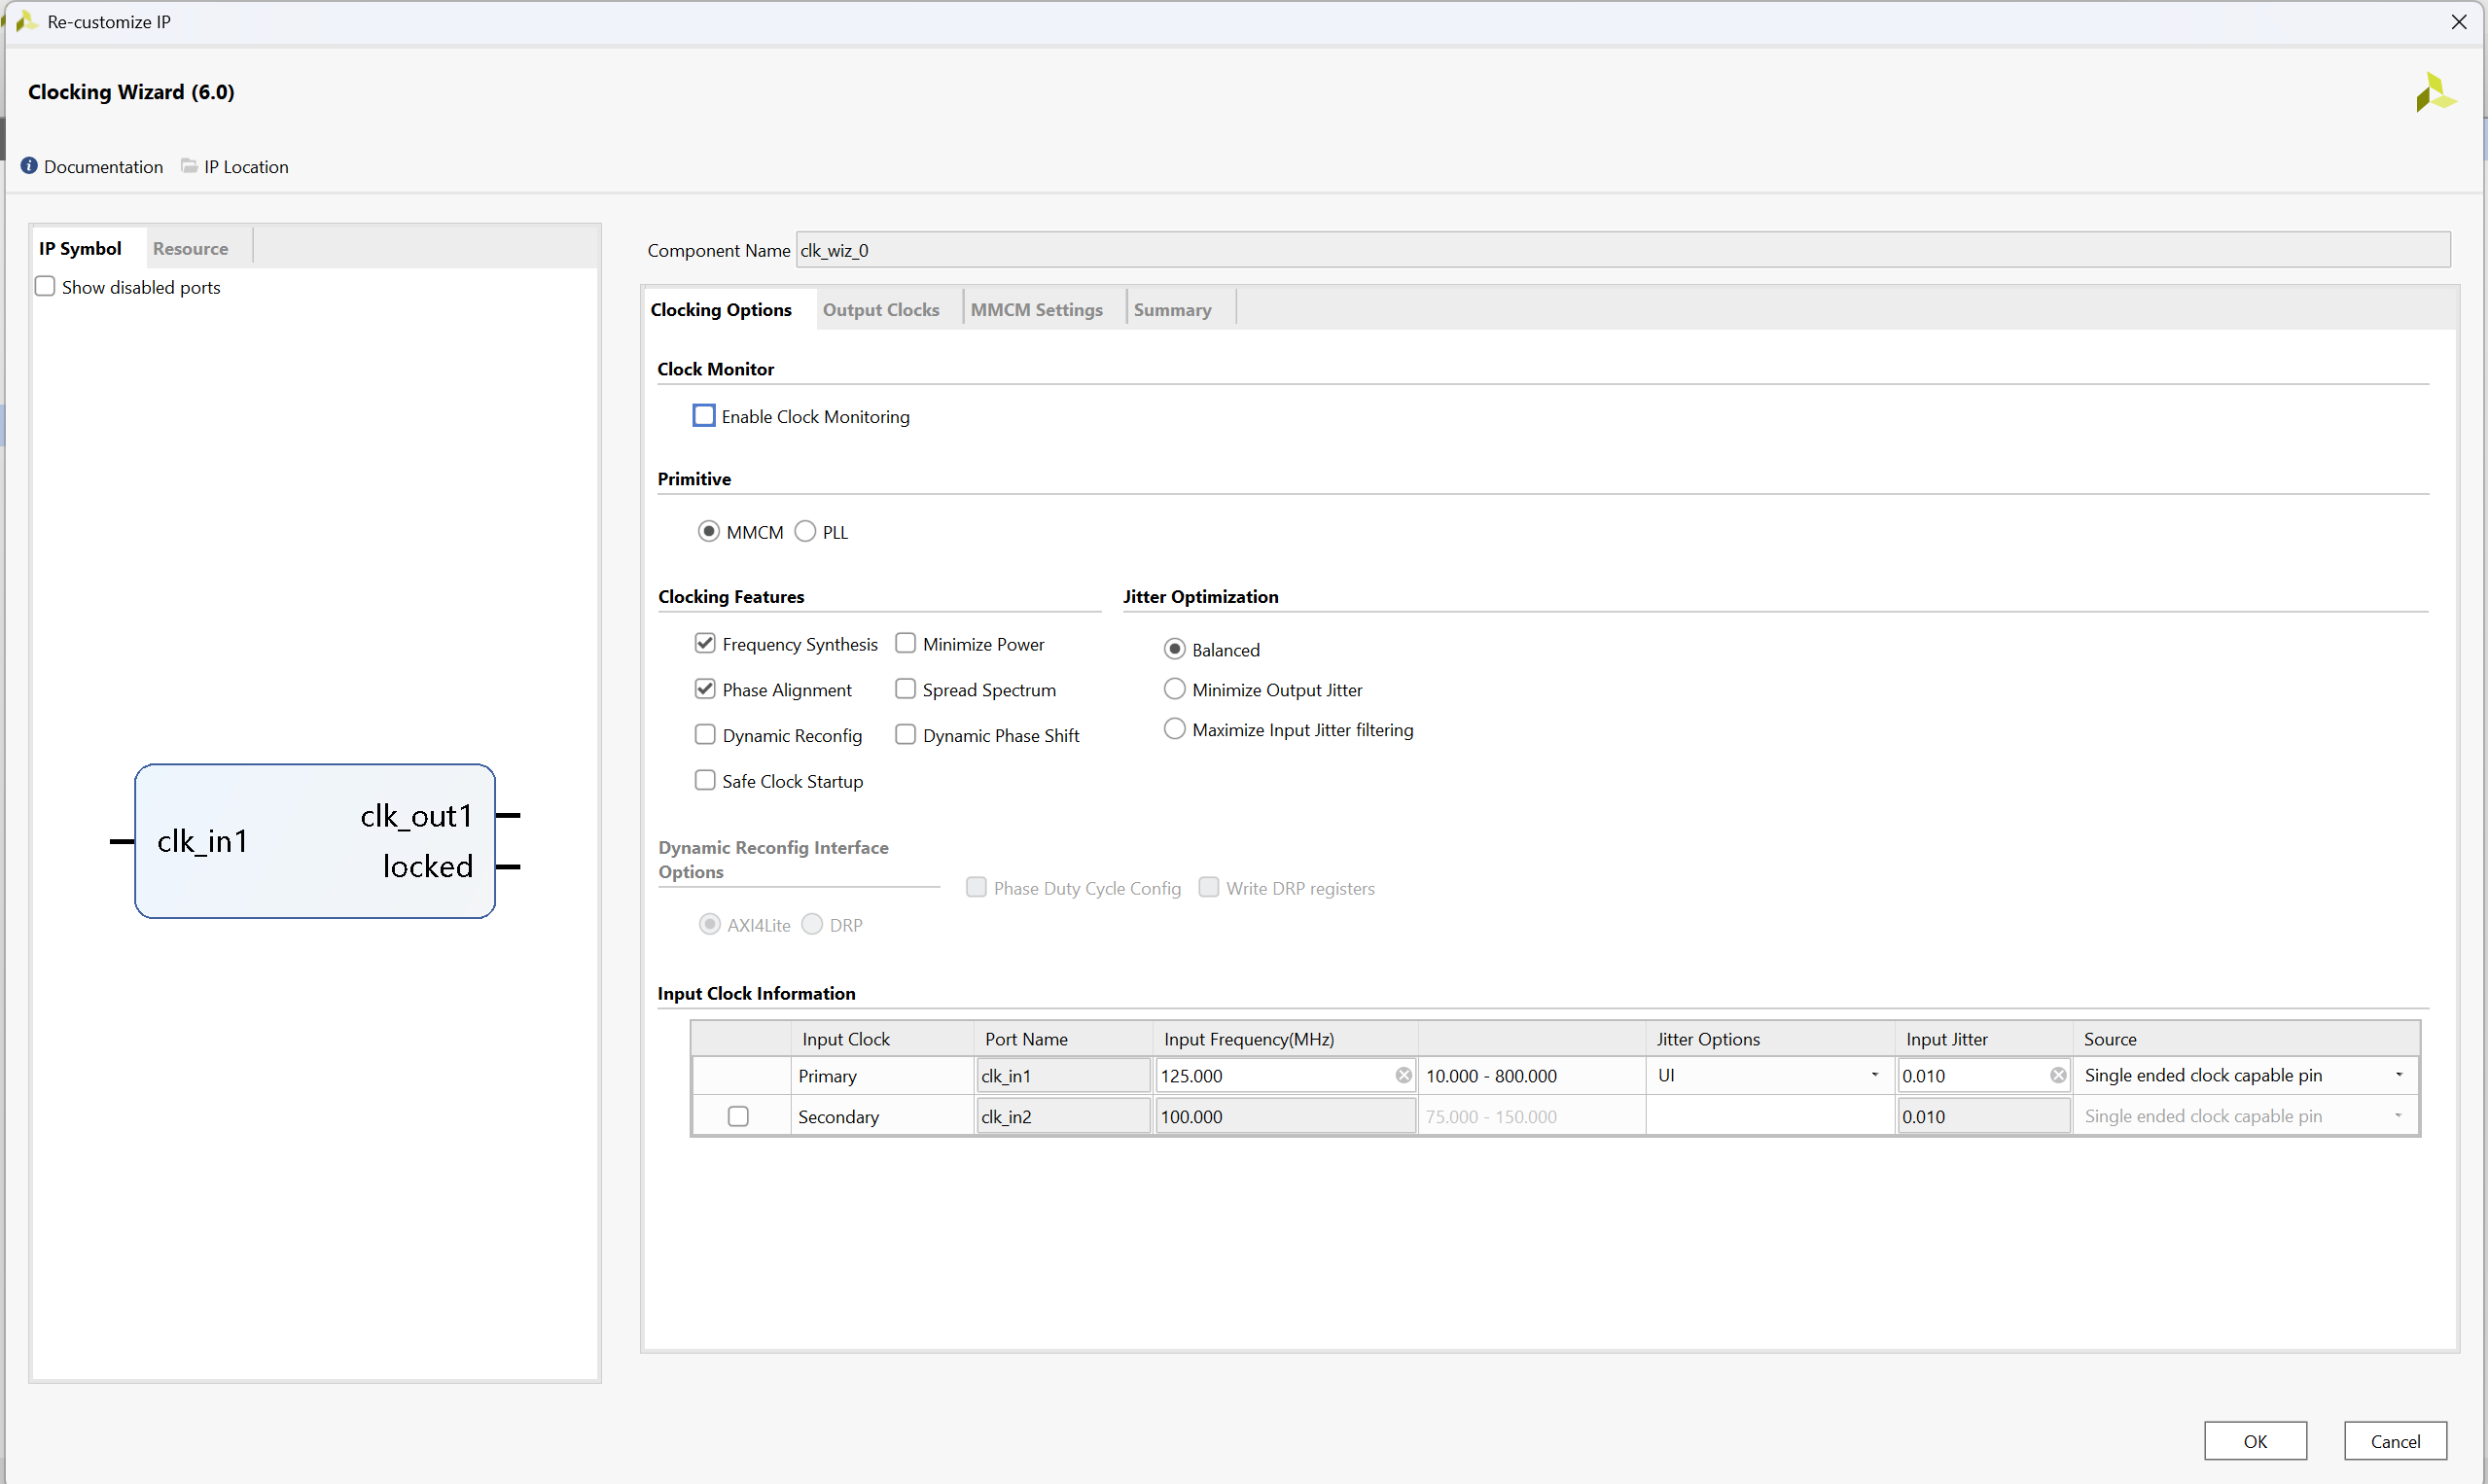 Re-customize IP
Clocking Wizard (6.0)
Documentation IP Location
IP Symbol Resource
Show disabled ports
clk_in1
clk_out1
locked
Component Name clk_wiz_0
Clocking Options Output Clocks MMCM Settings Summary
Clock Monitor
Enable Clock Monitoring
Primitive
MMCM PLL
Clocking Features
Frequency Synthesis Minimize Power
Phase Alignment Spread Spectrum
Dynamic Reconfig Dynamic Phase Shift
Safe Clock Startup
Jitter Optimization
Balanced
Minimize Output Jitter
Maximize Input Jitter filtering
Dynamic Reconfig Interface
Options
Phase Duty Cycle Config Write DRP registers
AXI4Lite DRP
Input Clock Information
Input Clock Port Name Input Frequency(MHz) Jitter Options Input Jitter Source
Primary clk_in1 125.000 10.000 - 800.000 UI 0.010 Single ended clock capable pin
Secondary clk_in2 100.000 75.000 - 150.000 0.010 Single ended clock capable pin
OK Cancel